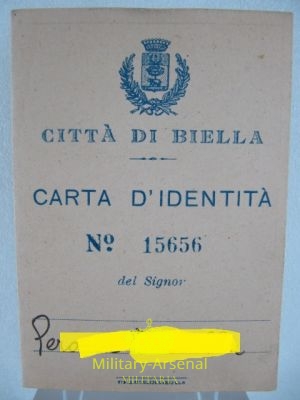 CITTÀ DI BIELLA
CARTA D'IDENTITÀ
Nº 15656
del Signor
Military-Arsenal